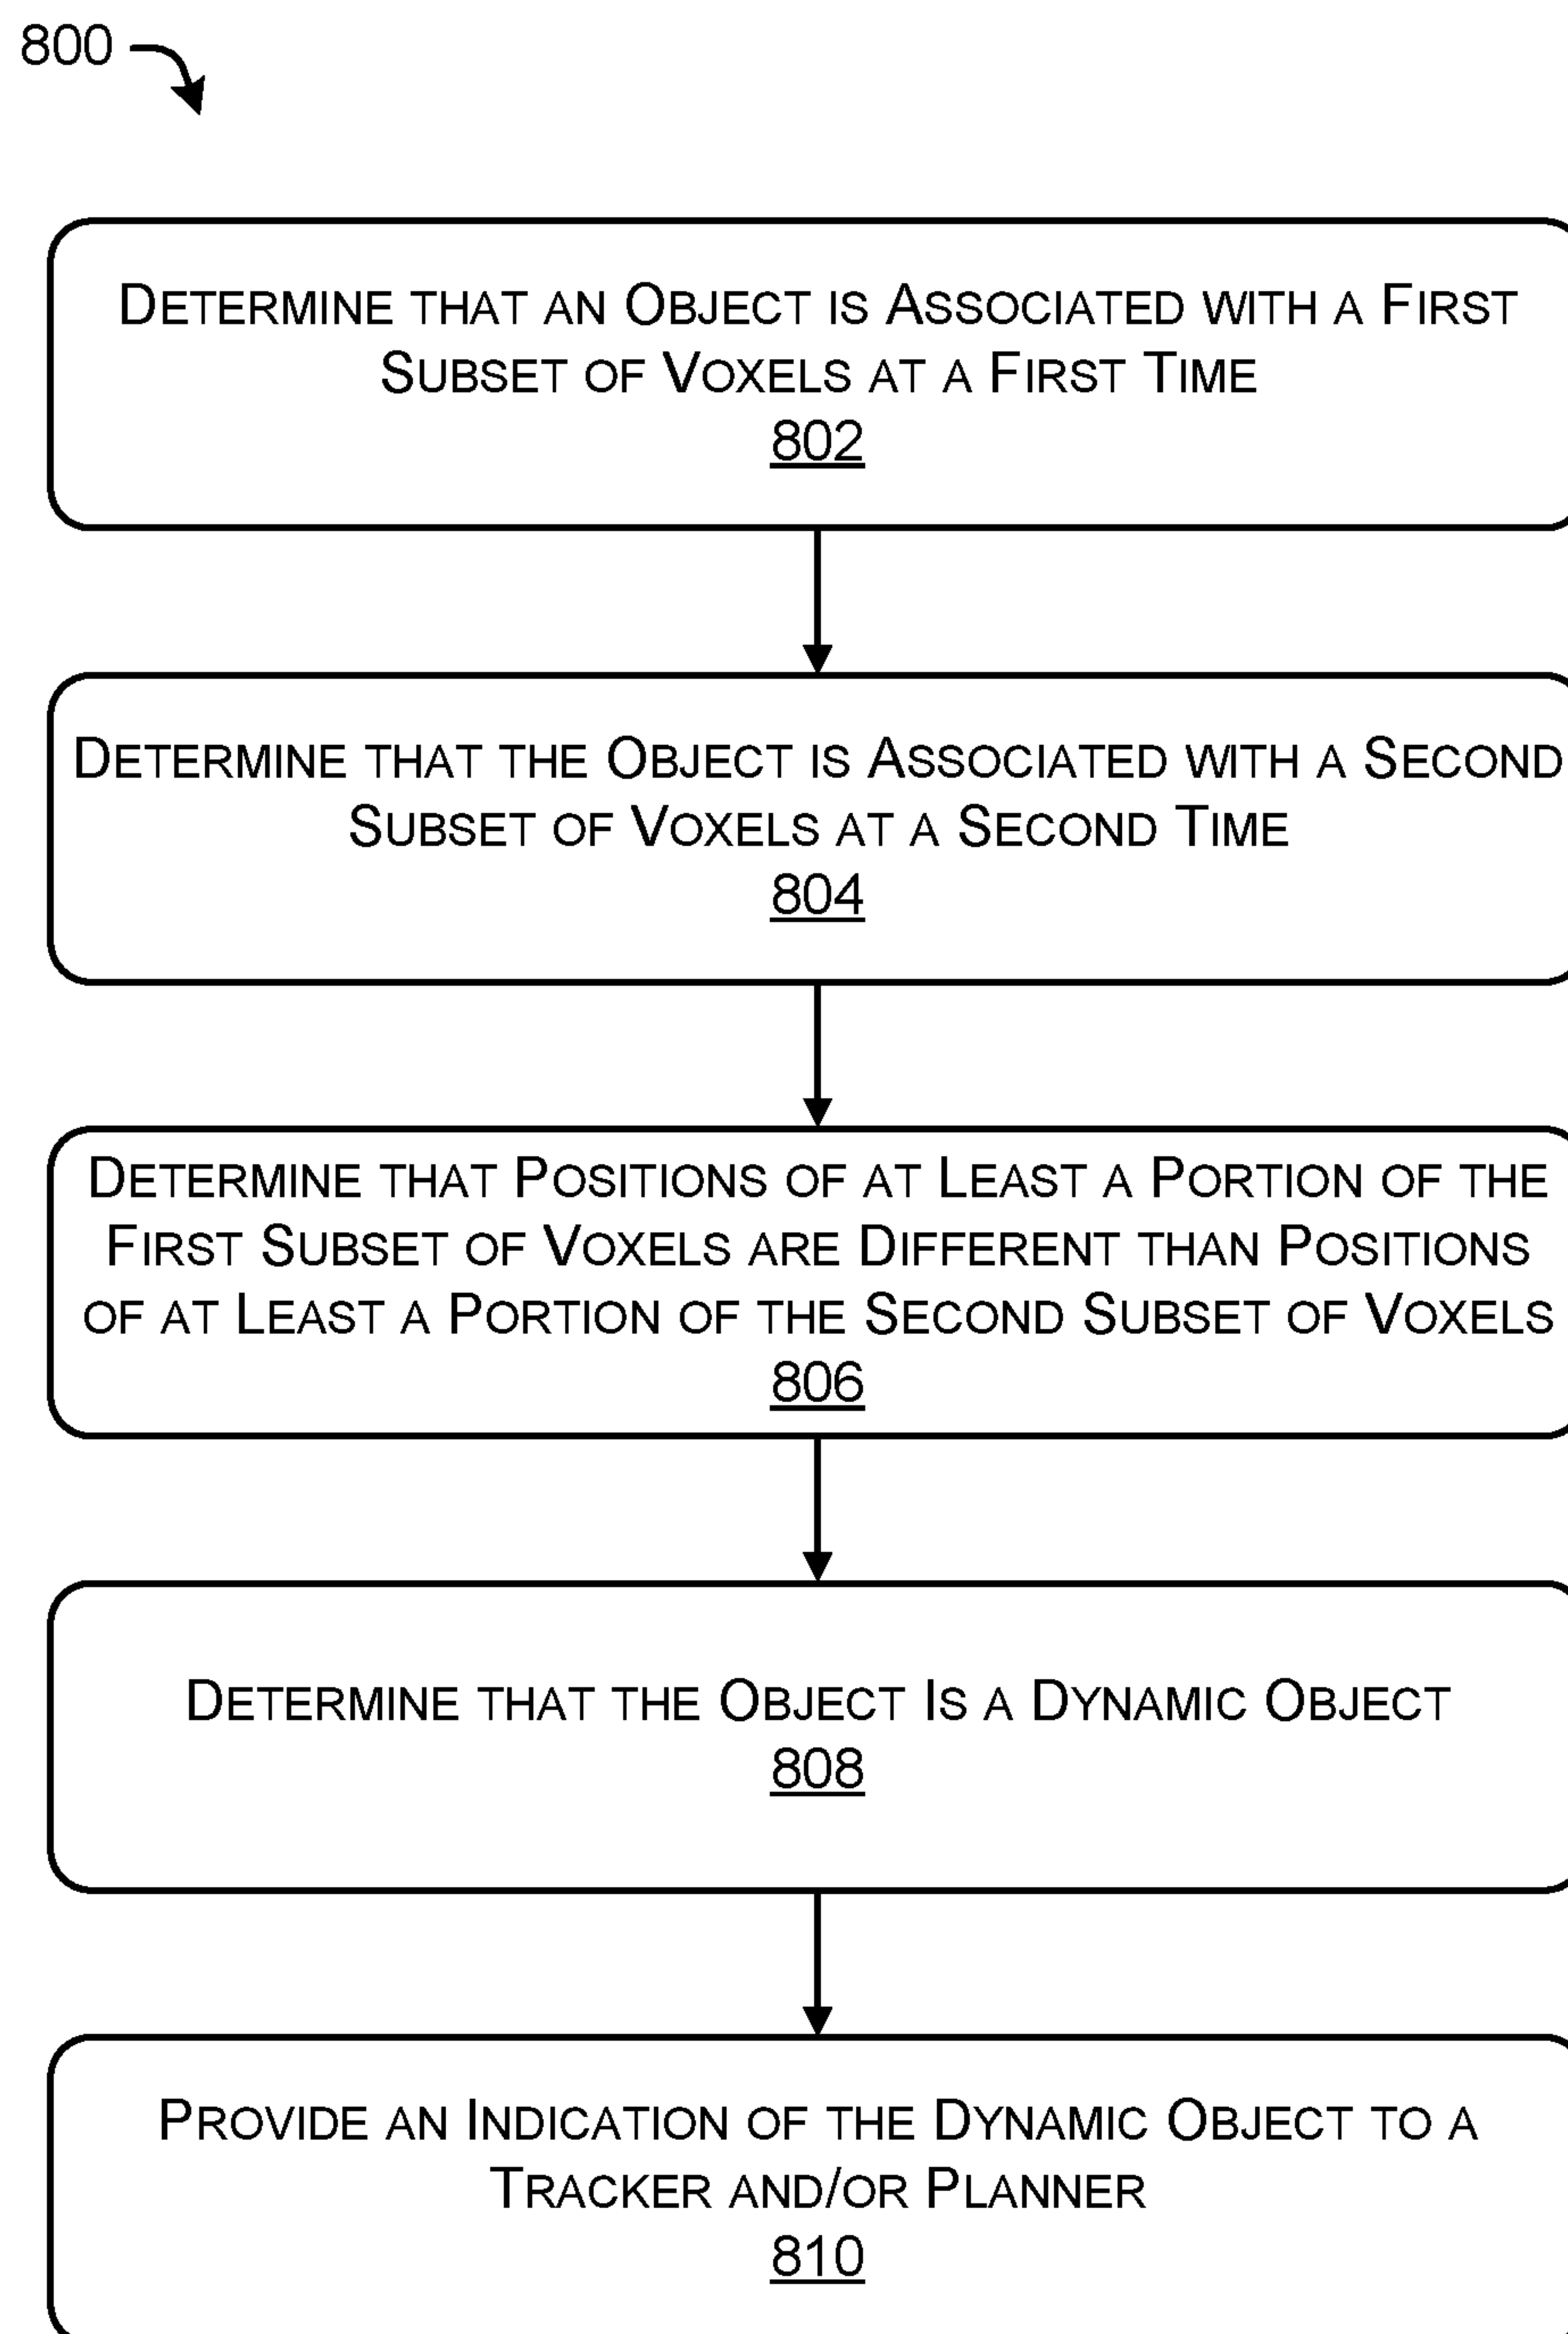 800
DETERMINE THAT AN OBJECT IS ASSOCIATED WITH A FIRST
SUBSET OF VOXELS AT A FIRST TIME
802
DETERMINE THAT THE OBJECT IS ASSOCIATED WITH A SECOND
SUBSET OF VOXELS AT A SECOND TIME
804
DETERMINE THAT POSITIONS OF AT LEAST A PORTION OF THE
FIRST SUBSET OF VOXELS ARE DIFFERENT THAN POSITIONS
OF AT LEAST A PORTION OF THE SECOND SUBSET OF VOXELS
806
DETERMINE THAT THE OBJECT IS A DYNAMIC OBJECT
808
PROVIDE AN INDICATION OF THE DYNAMIC OBJECT TO A
TRACKER AND/OR PLANNER
810